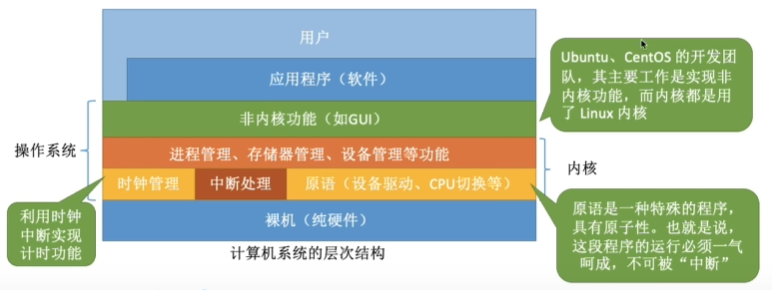 用户
应用程序（软件）
非内核功能（如GUI）
进程管理、存储器管理、设备管理等功能
时钟管理
中断处理
原语（设备驱动、CPU切换等）
裸机（纯硬件）
计算机系统的层次结构
操作系统
内核
利用时钟
中断实现
计时功能
Ubuntu、CentOS 的开发团
队，其主要工作是实现非
内核功能，而内核都是用
了 Linux 内核
原语是一种特殊的程序，
具有原子性。也就是说，
这段程序的运行必须一气
呵成，不可被“中断”